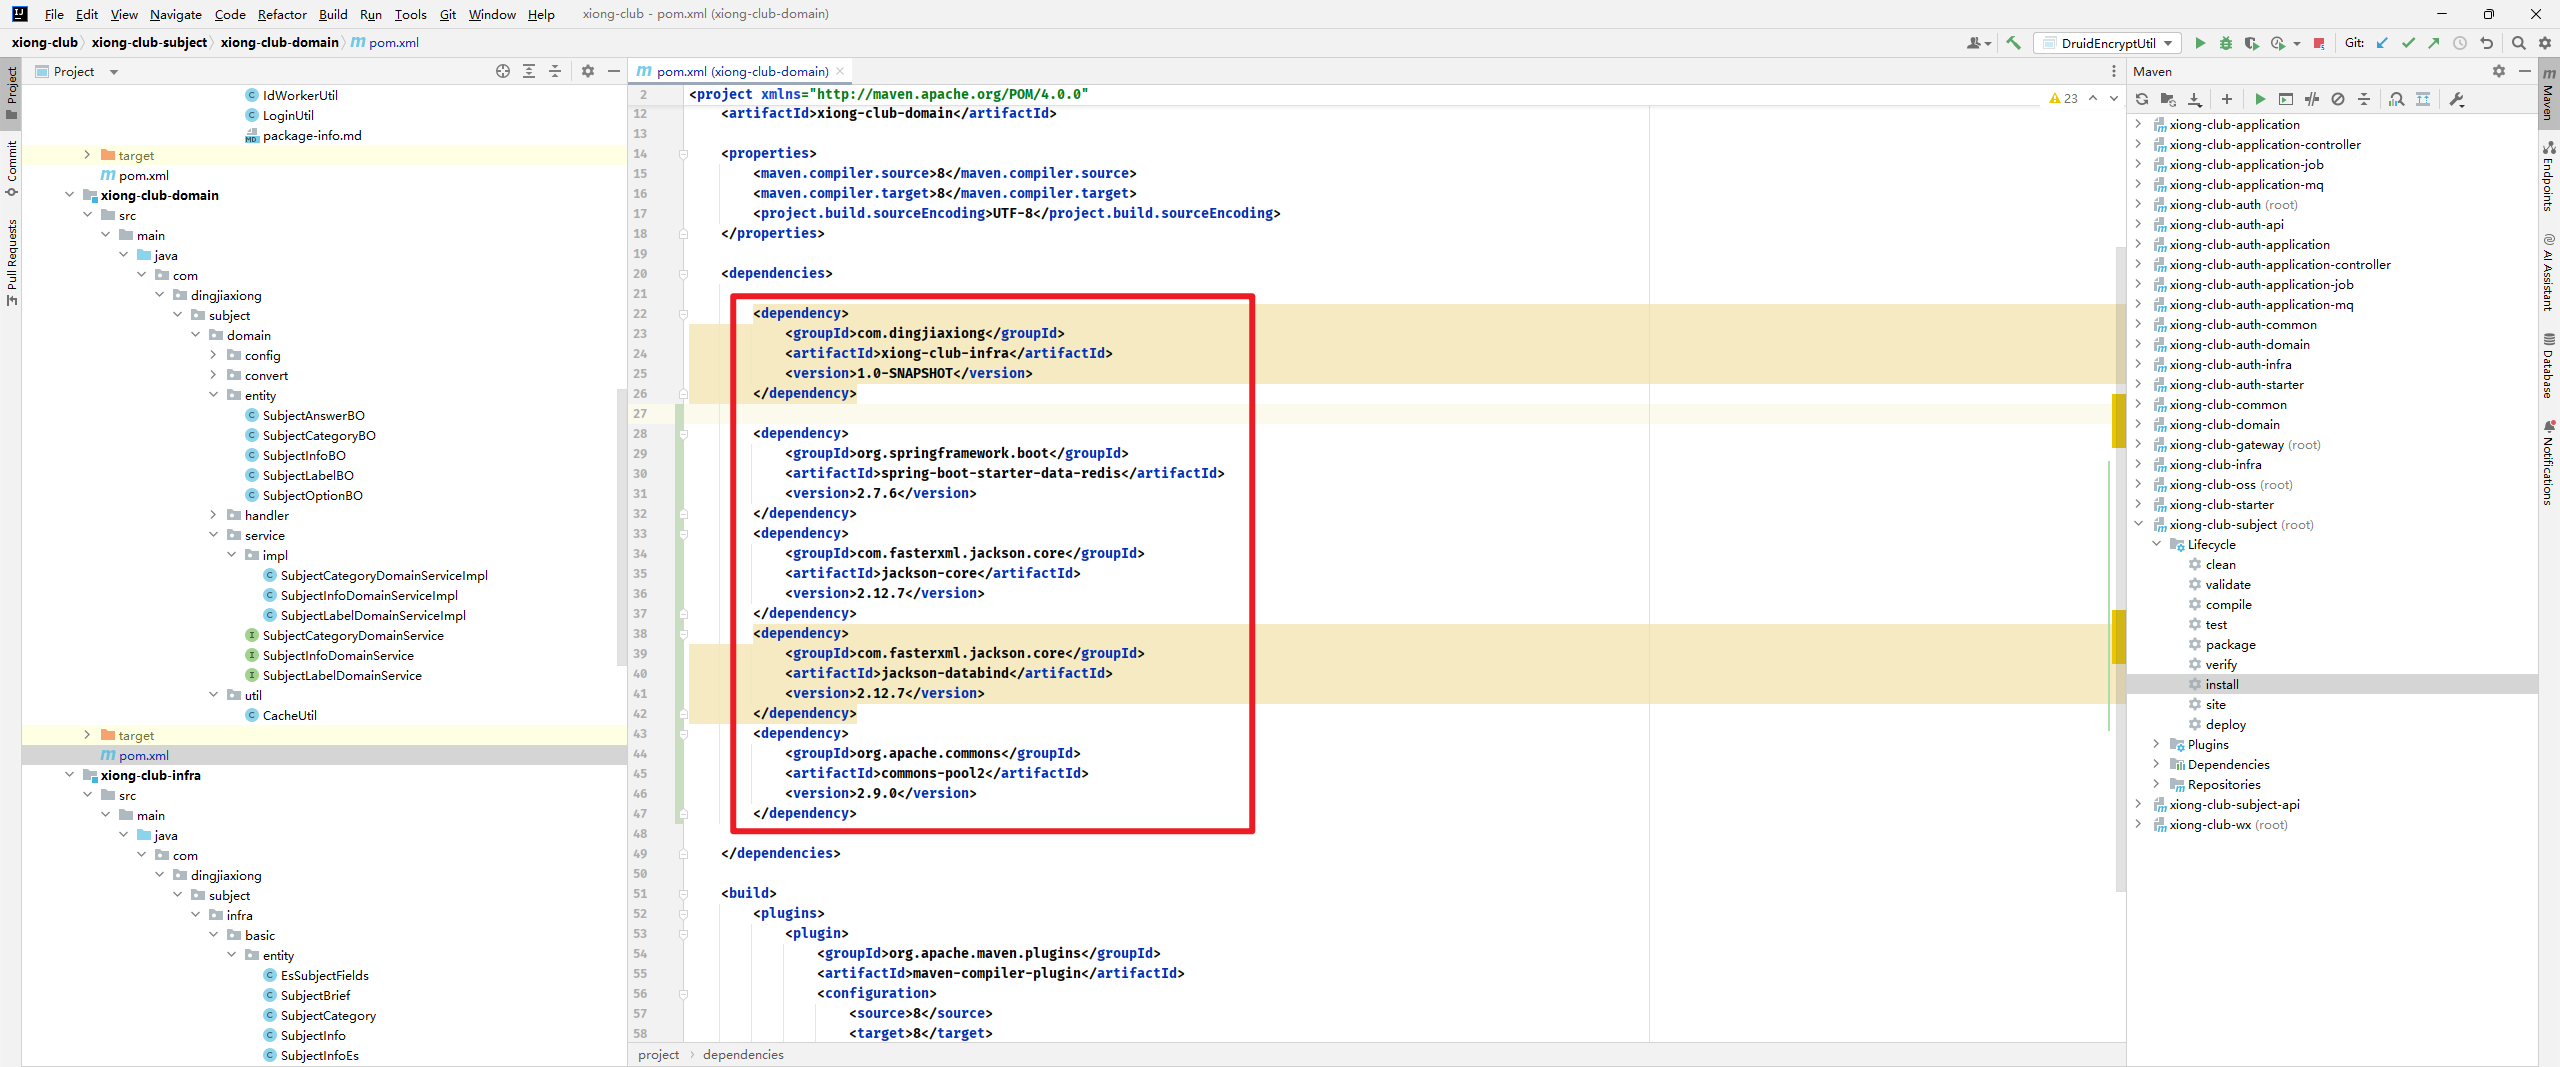 File Edit View Navigate Code Refactor Build Run Tools Git Window Help xiong-club - pom.xml (xiong-club-domain)
xiong-club xiong-club-subject xiong-club-domain pom.xml DruidEncryptUtil Git:
Project
Commit
Pull Requests
Project
IdWorkerUtil
LoginUtil
package-info.md
target
pom.xml
xiong-club-domain
src
main
java
com
dingjiaxiong
subject
domain
config
convert
entity
SubjectAnswerBO
SubjectCategoryBO
SubjectInfoBO
SubjectLabelBO
SubjectOptionBO
handler
service
impl
SubjectCategoryDomainServiceImpl
SubjectInfoDomainServiceImpl
SubjectLabelDomainServiceImpl
SubjectCategoryDomainService
SubjectInfoDomainService
SubjectLabelDomainService
util
CacheUtil
target
pom.xml
xiong-club-infra
src
main
java
com
dingjiaxiong
subject
infra
basic
entity
EsSubjectFields
SubjectBrief
SubjectCategory
SubjectInfo
SubjectInfoEs
pom.xml (xiong-club-domain)
23
2 <project xmlns="http://maven.apache.org/POM/4.0.0"
12 <artifactId>xiong-club-domain</artifactId>
13
14 <properties>
15 <maven.compiler.source>8</maven.compiler.source>
16 <maven.compiler.target>8</maven.compiler.target>
17 <project.build.sourceEncoding>UTF-8</project.build.sourceEncoding>
18 </properties>
19
20 <dependencies>
21
22 <dependency>
23 <groupId>com.dingjiaxiong</groupId>
24 <artifactId>xiong-club-infra</artifactId>
25 <version>1.0-SNAPSHOT</version>
26 </dependency>
27
28 <dependency>
29 <groupId>org.springframework.boot</groupId>
30 <artifactId>spring-boot-starter-data-redis</artifactId>
31 <version>2.7.6</version>
32 </dependency>
33 <dependency>
34 <groupId>com.fasterxml.jackson.core</groupId>
35 <artifactId>jackson-core</artifactId>
36 <version>2.12.7</version>
37 </dependency>
38 <dependency>
39 <groupId>com.fasterxml.jackson.core</groupId>
40 <artifactId>jackson-databind</artifactId>
41 <version>2.12.7</version>
42 </dependency>
43 <dependency>
44 <groupId>org.apache.commons</groupId>
45 <artifactId>commons-pool2</artifactId>
46 <version>2.9.0</version>
47 </dependency>
48
49 </dependencies>
50
51 <build>
52 <plugins>
53 <plugin>
54 <groupId>org.apache.maven.plugins</groupId>
55 <artifactId>maven-compiler-plugin</artifactId>
56 <configuration>
57 <source>8</source>
58 <target>8</target>
project dependencies
Maven
xiong-club-application
xiong-club-application-controller
xiong-club-application-job
xiong-club-application-mq
xiong-club-auth (root)
xiong-club-auth-api
xiong-club-auth-application
xiong-club-auth-application-controller
xiong-club-auth-application-job
xiong-club-auth-application-mq
xiong-club-auth-common
xiong-club-auth-domain
xiong-club-auth-infra
xiong-club-auth-starter
xiong-club-common
xiong-club-domain
xiong-club-gateway (root)
xiong-club-infra
xiong-club-oss (root)
xiong-club-starter
xiong-club-subject (root)
Lifecycle
clean
validate
compile
test
package
verify
install
site
deploy
Plugins
Dependencies
Repositories
xiong-club-subject-api
xiong-club-wx (root)
Maven
Endpoints
AI Assistant
Database
Notifications